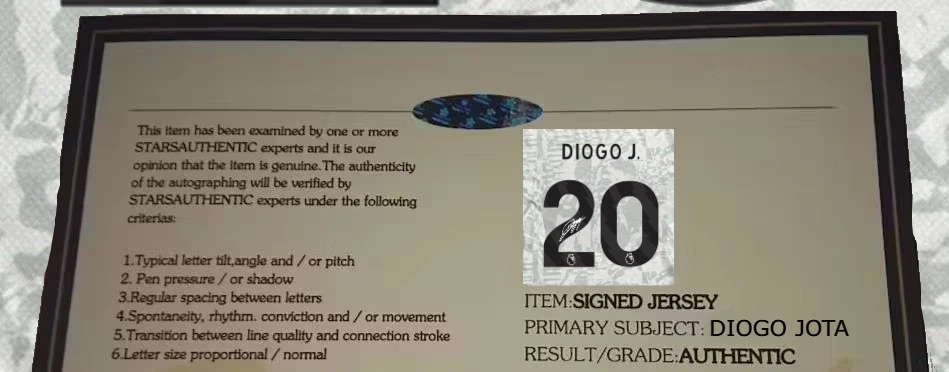 This item has been examined by one or more
STARSAUTHENTIC experts and it is our
opinion that the item is genuine.The authenticity
of the autographing will be verified by
STARSAUTHENTIC experts under the following
criterias:
1.Typical letter tilt,angle and / or pitch
2. Pen pressure / or shadow
3.Regular spacing between letters
4.Spontaneity, rhythm. conviction and / or movement
5.Transition between line quality and connection stroke
6.Letter size proportional / normal
DIOGO J.
20
ITEM:SIGNED JERSEY
PRIMARY SUBJECT: DIOGO JOTA
RESULT/GRADE:AUTHENTIC